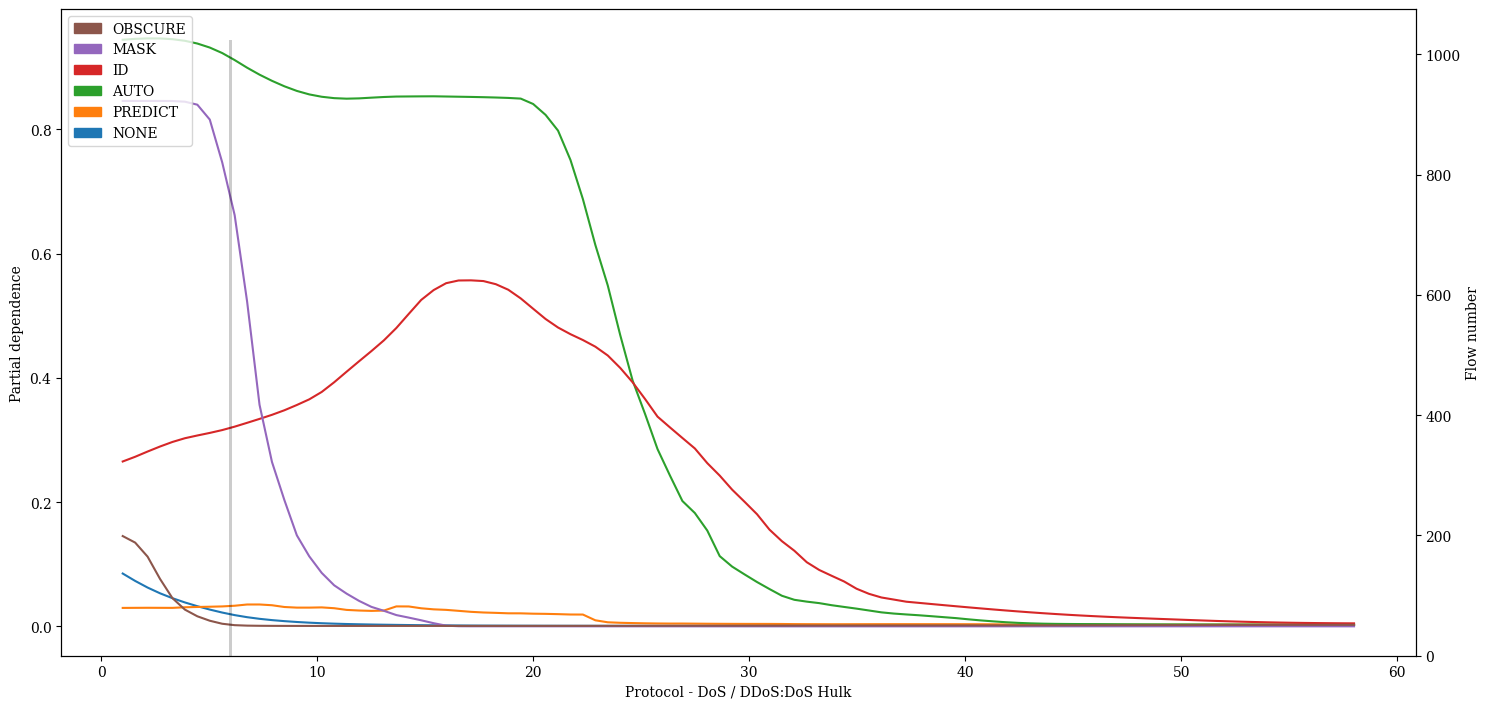 OBSCURE
MASK
ID
AUTO
PREDICT
NONE
Partial dependence
0.8
0.6
0.4
0.2
0.0
1000
800
600
400
200
0
Flow number
0 10 20 30 40 50 60
Protocol - DoS / DDoS:DoS Hulk